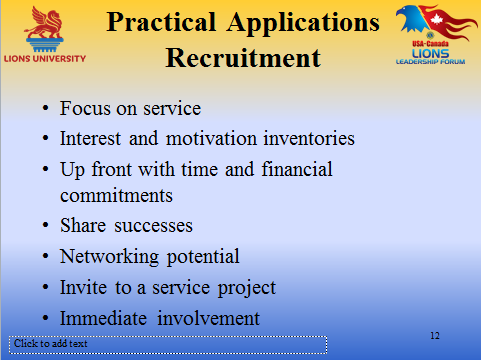 Practical Applications
Recruitment
LIONS UNIVERSITY
USA-Canada
LIONS
LEADERSHIP FORUM
• Focus on service
• Interest and motivation inventories
• Up front with time and financial
commitments
• Share successes
• Networking potential
• Invite to a service project
• Immediate involvement
12
Click to add text